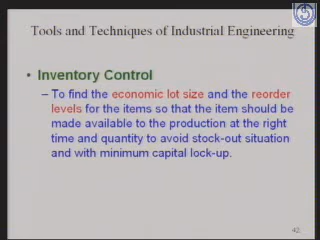 Tools and Techniques of Industrial Engineering
• Inventory Control
– To find the economic lot size and the reorder
levels for the items so that the item should be
made available to the production at the right
time and quantity to avoid stock-out situation
and with minimum capital lock-up.
42